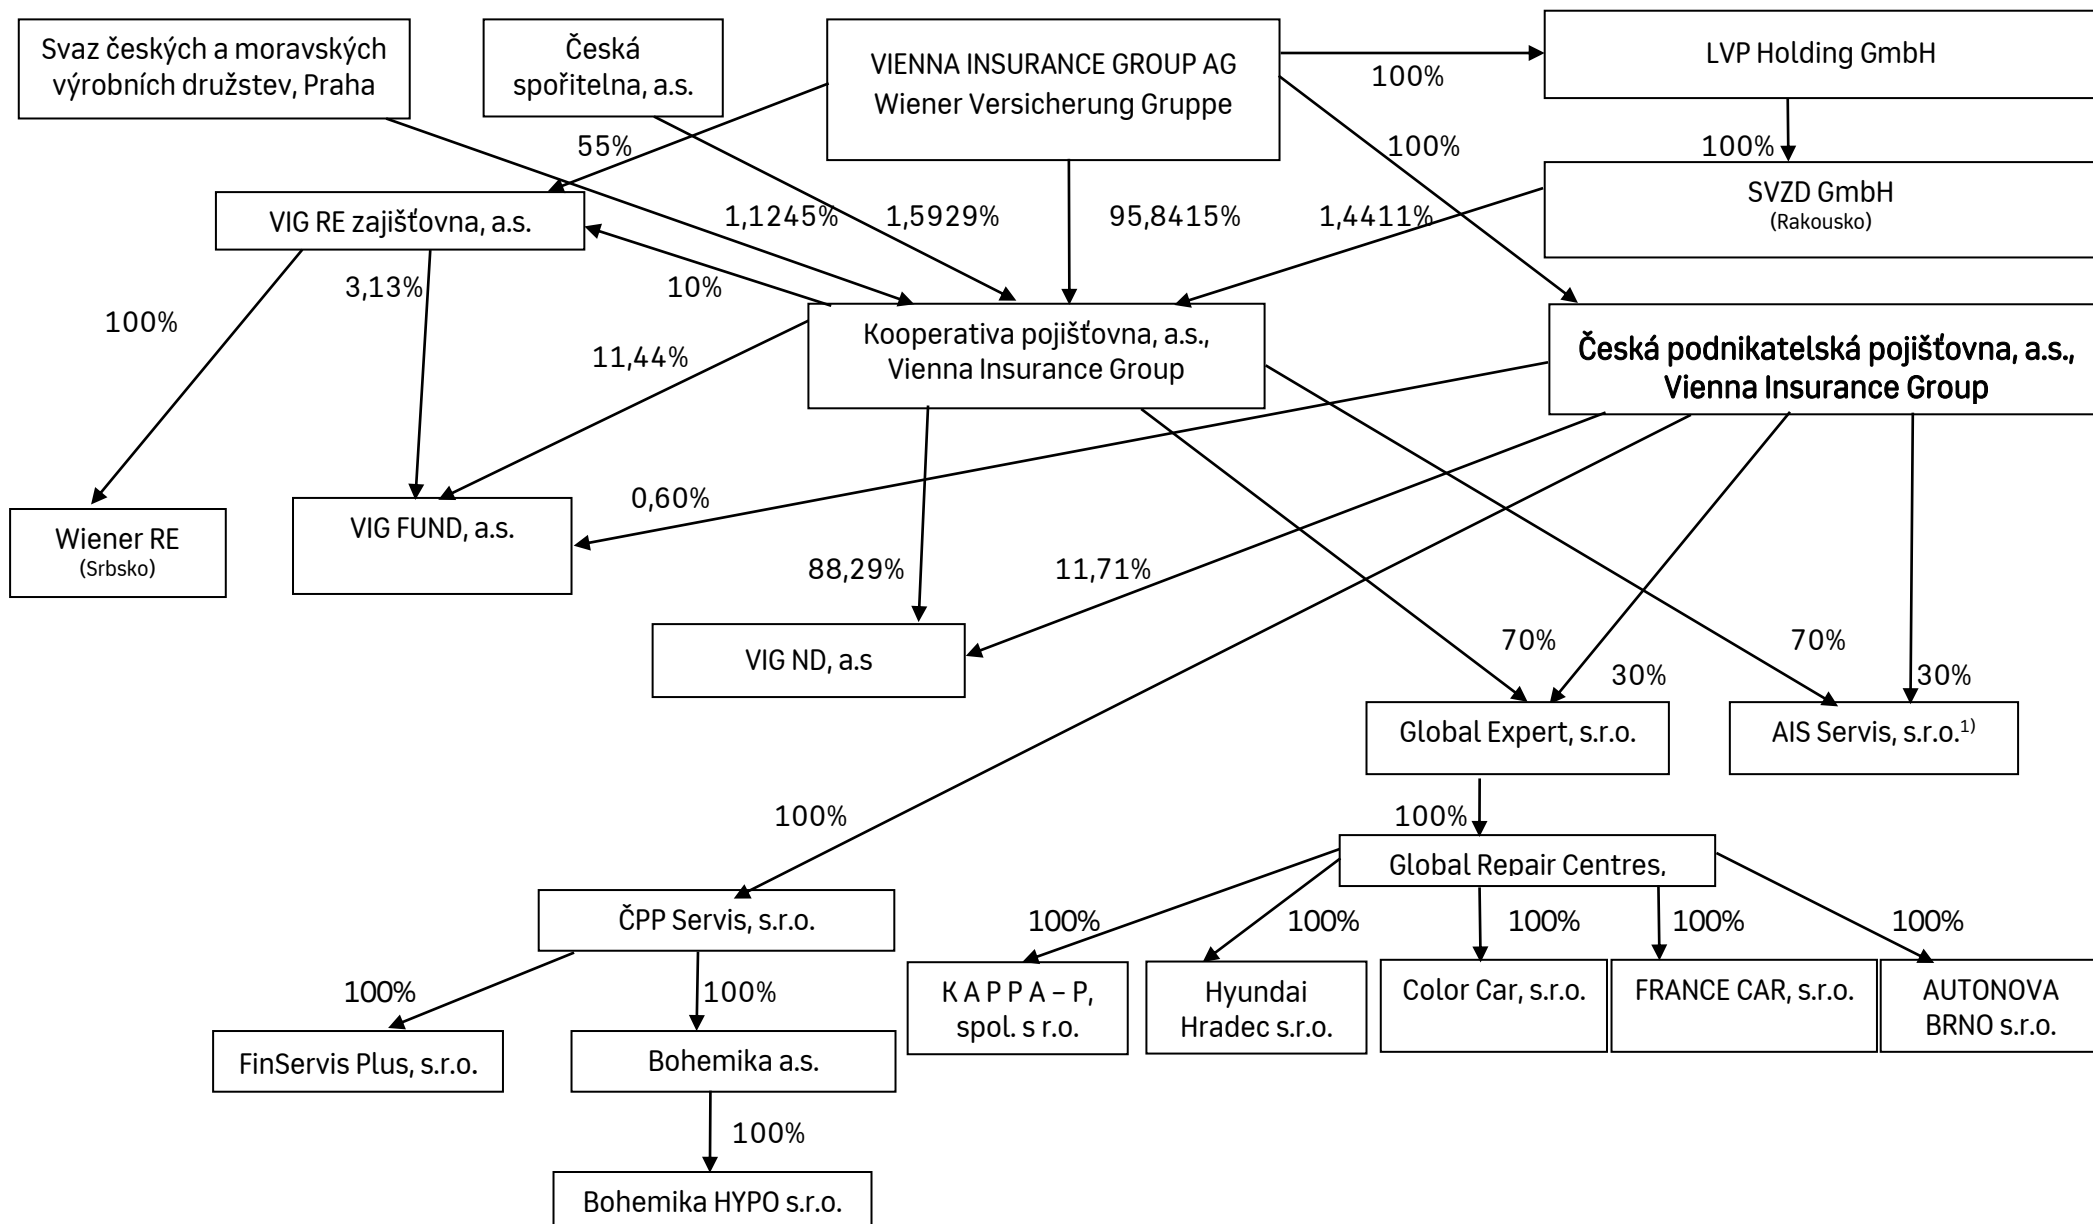 Svaz českých a moravských
výrobních družstev, Praha
Česká
spořitelna, a.s.
VIENNA INSURANCE GROUP AG
Wiener Versicherung Gruppe
LVP Holding GmbH
100%
55%
100%
100%
SVZD GmbH
(Rakousko)
VIG RE zajišťovna, a.s.
1,1245%
1,5929%
95,8415%
1,4411%
3,13%
10%
100%
Kooperativa pojišťovna, a.s.,
Vienna Insurance Group
Česká podnikatelská pojišťovna, a.s.,
Vienna Insurance Group
11,44%
0,60%
Wiener RE
(Srbsko)
VIG FUND, a.s.
88,29%
11,71%
VIG ND, a.s
70%
70%
30%
30%
Global Expert, s.r.o.
AIS Servis, s.r.o.1)
100%
100%
Global Repair Centres,
ČPP Servis, s.r.o.
100%
100%
100%
100%
100%
100%
100%
K A P P A – P,
spol. s r.o.
Hyundai
Hradec s.r.o.
Color Car, s.r.o.
FRANCE CAR, s.r.o.
AUTONOVA
BRNO s.r.o.
FinServis Plus, s.r.o.
Bohemika a.s.
100%
Bohemika HYPO s.r.o.